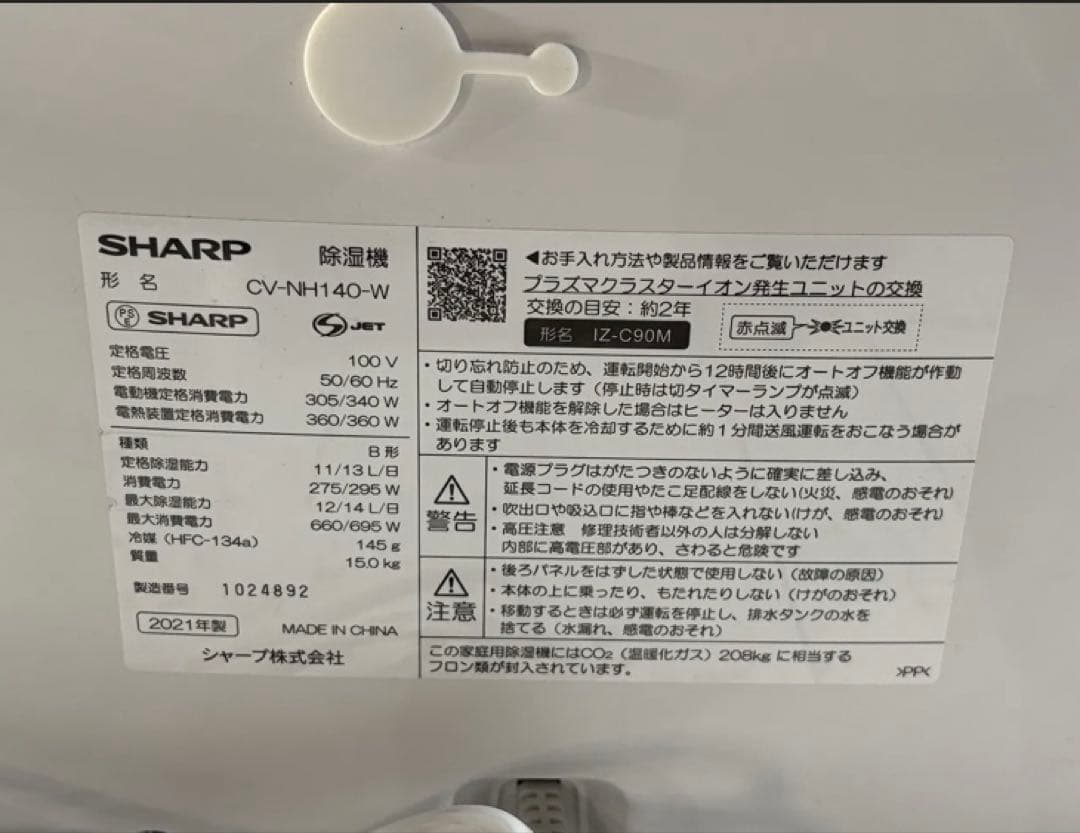 SHARP 除湿機
形名 CV-NH140-W
PSE SHARP S JET
定格電圧 100 V
定格周波数 50/60 Hz
電動機定格消費電力 305/340 W
電熱装置定格消費電力 360/360 W
種類 B 形
定格除湿能力 11/13 L/日
消費電力 275/295 W
最大除湿能力 12/14 L/日
最大消費電力 660/695 W
冷媒（HFC-134a） 145 g
質量 15.0 kg
製造番号 1024892
2021年製 MADE IN CHINA
シャープ株式会社
◀お手入れ方法や製品情報をご覧いただけます
プラズマクラスターイオン発生ユニットの交換
交換の目安：約2年
形名 IZ-C90M
赤点滅 ユニット交換
・切り忘れ防止のため、運転開始から12時間後にオートオフ機能が作動
して自動停止します（停止時は切タイマーランプが点滅）
・オートオフ機能を解除した場合はヒーターは入りません
・運転停止後も本体を冷却するために約1分間送風運転をおこなう場合が
あります
警告
・電源プラグはがたつきのないように確実に差し込み、
延長コードの使用やたこ足配線をしない(火災、感電のおそれ)
・吹出口や吸込口に指や棒などを入れない(けが、感電のおそれ)
・高圧注意 修理技術者以外の人は分解しない
内部に高電圧部があり、さわると危険です
注意
・後ろパネルをはずした状態で使用しない（故障の原因）
・本体の上に乗ったり、もたれたりしない（けがのおそれ）
・移動するときは必ず運転を停止し、排水タンクの水を
捨てる（水漏れ、感電のおそれ）
この家庭用除湿機にはCO₂（温暖化ガス）208kg に相当する
フロン類が封入されています。
>PP<